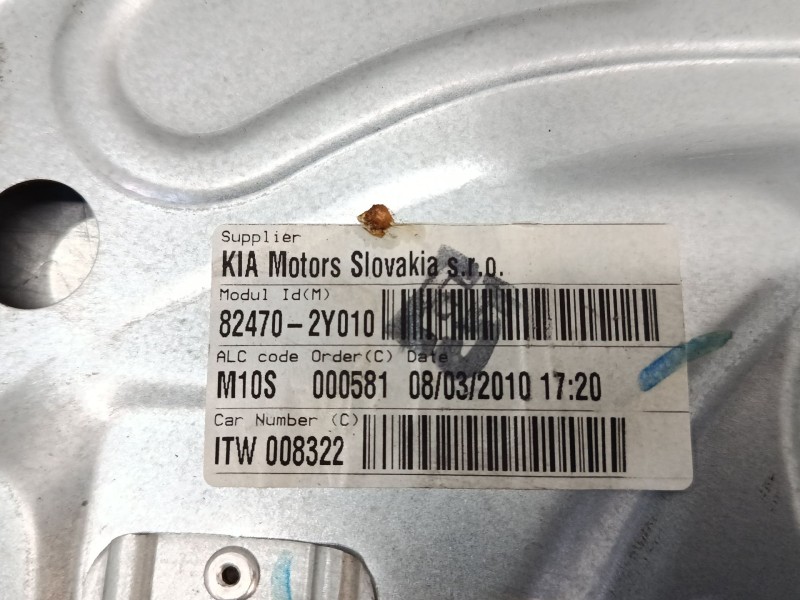 Supplier
KIA Motors Slovakia s.r.o.
Modul Id(M)
82470-2Y010
ALC code Order(C) Date
M10S 000581 08/03/2010 17:20
Car Number (C)
ITW 008322